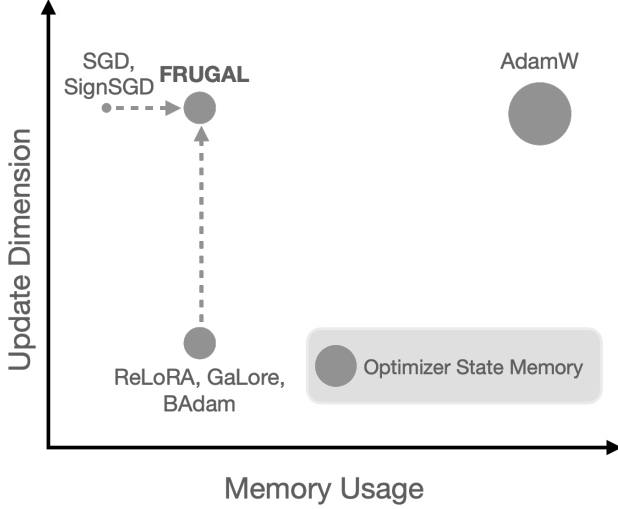 SGD,
SignSGD
FRUGAL
AdamW
Update Dimension
ReLoRA, GaLore,
BAdam
Optimizer State Memory
Memory Usage